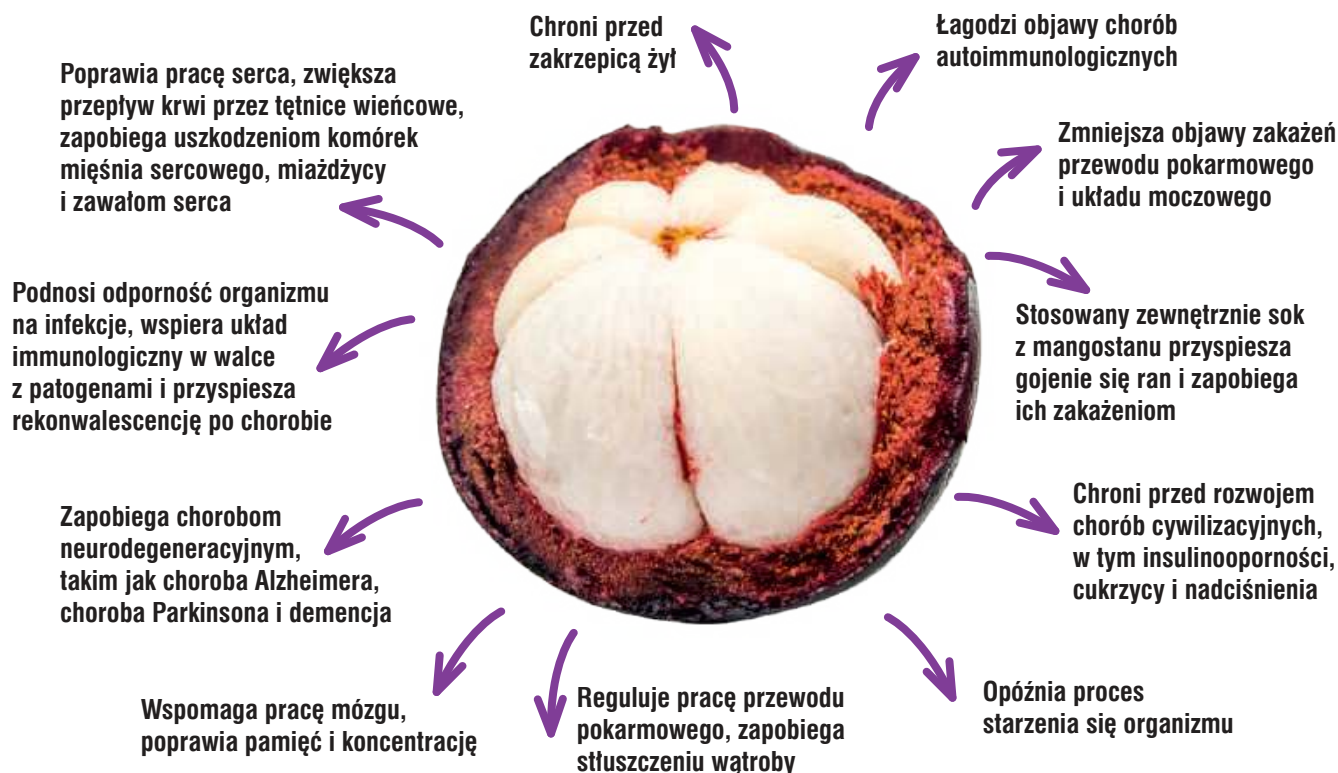 Chroni przed
zakrzepicą żył
Łagodzi objawy chorób
autoimmunologicznych
Poprawia pracę serca, zwiększa
przepływ krwi przez tętnice wieńcowe,
zapobiega uszkodzeniom komórek
mięśnia sercowego, miażdżycy
i zawałom serca
Zmniejsza objawy zakażeń
przewodu pokarmowego
i układu moczowego
Podnosi odporność organizmu
na infekcje, wspiera układ
immunologiczny w walce
z patogenami i przyspiesza
rekonwalescencję po chorobie
Stosowany zewnętrznie sok
z mangostanu przyspiesza
gojenie się ran i zapobiega
ich zakażeniom
Zapobiega chorobom
neurodegeneracyjnym,
takim jak choroba Alzheimera,
choroba Parkinsona i demencja
Chroni przed rozwojem
chorób cywilizacyjnych,
w tym insulinooporności,
cukrzycy i nadciśnienia
Wspomaga pracę mózgu,
poprawia pamięć i koncentrację
Reguluje pracę przewodu
pokarmowego, zapobiega
stłuszczeniu wątroby
Opóźnia proces
starzenia się organizmu